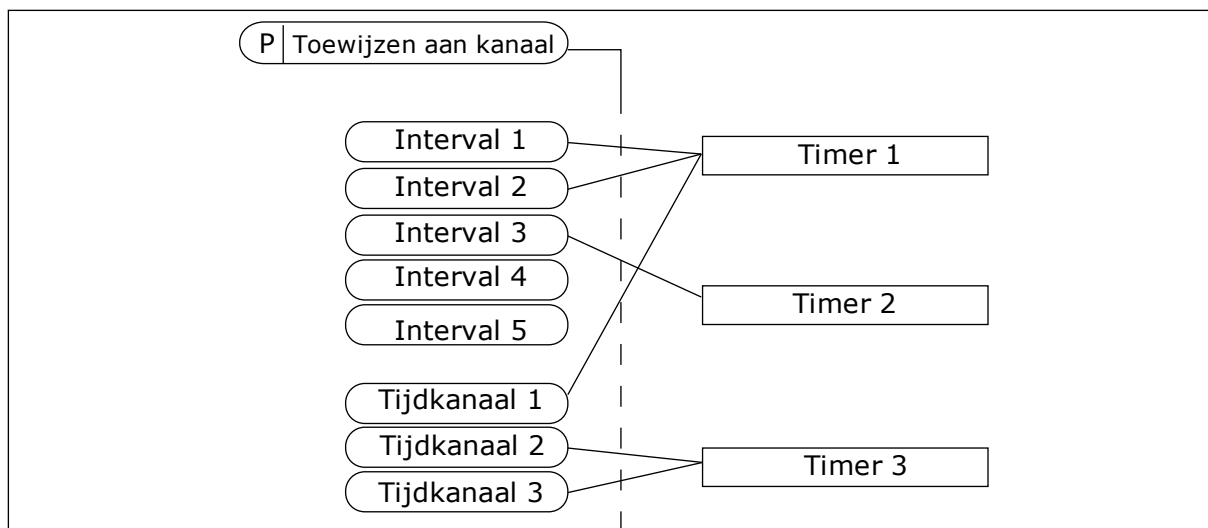 P Toewijzen aan kanaal
Interval 1
Timer 1
Interval 2
Interval 3
Interval 4
Timer 2
Interval 5
Tijdkanaal 1
Tijdkanaal 2
Timer 3
Tijdkanaal 3